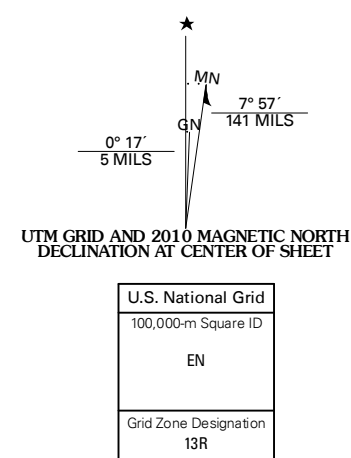 MN
GN
7° 57´
141 MILS
0° 17´
5 MILS
UTM GRID AND 2010 MAGNETIC NORTH
DECLINATION AT CENTER OF SHEET
U.S. National Grid
100,000-m Square ID
EN
Grid Zone Designation
13R